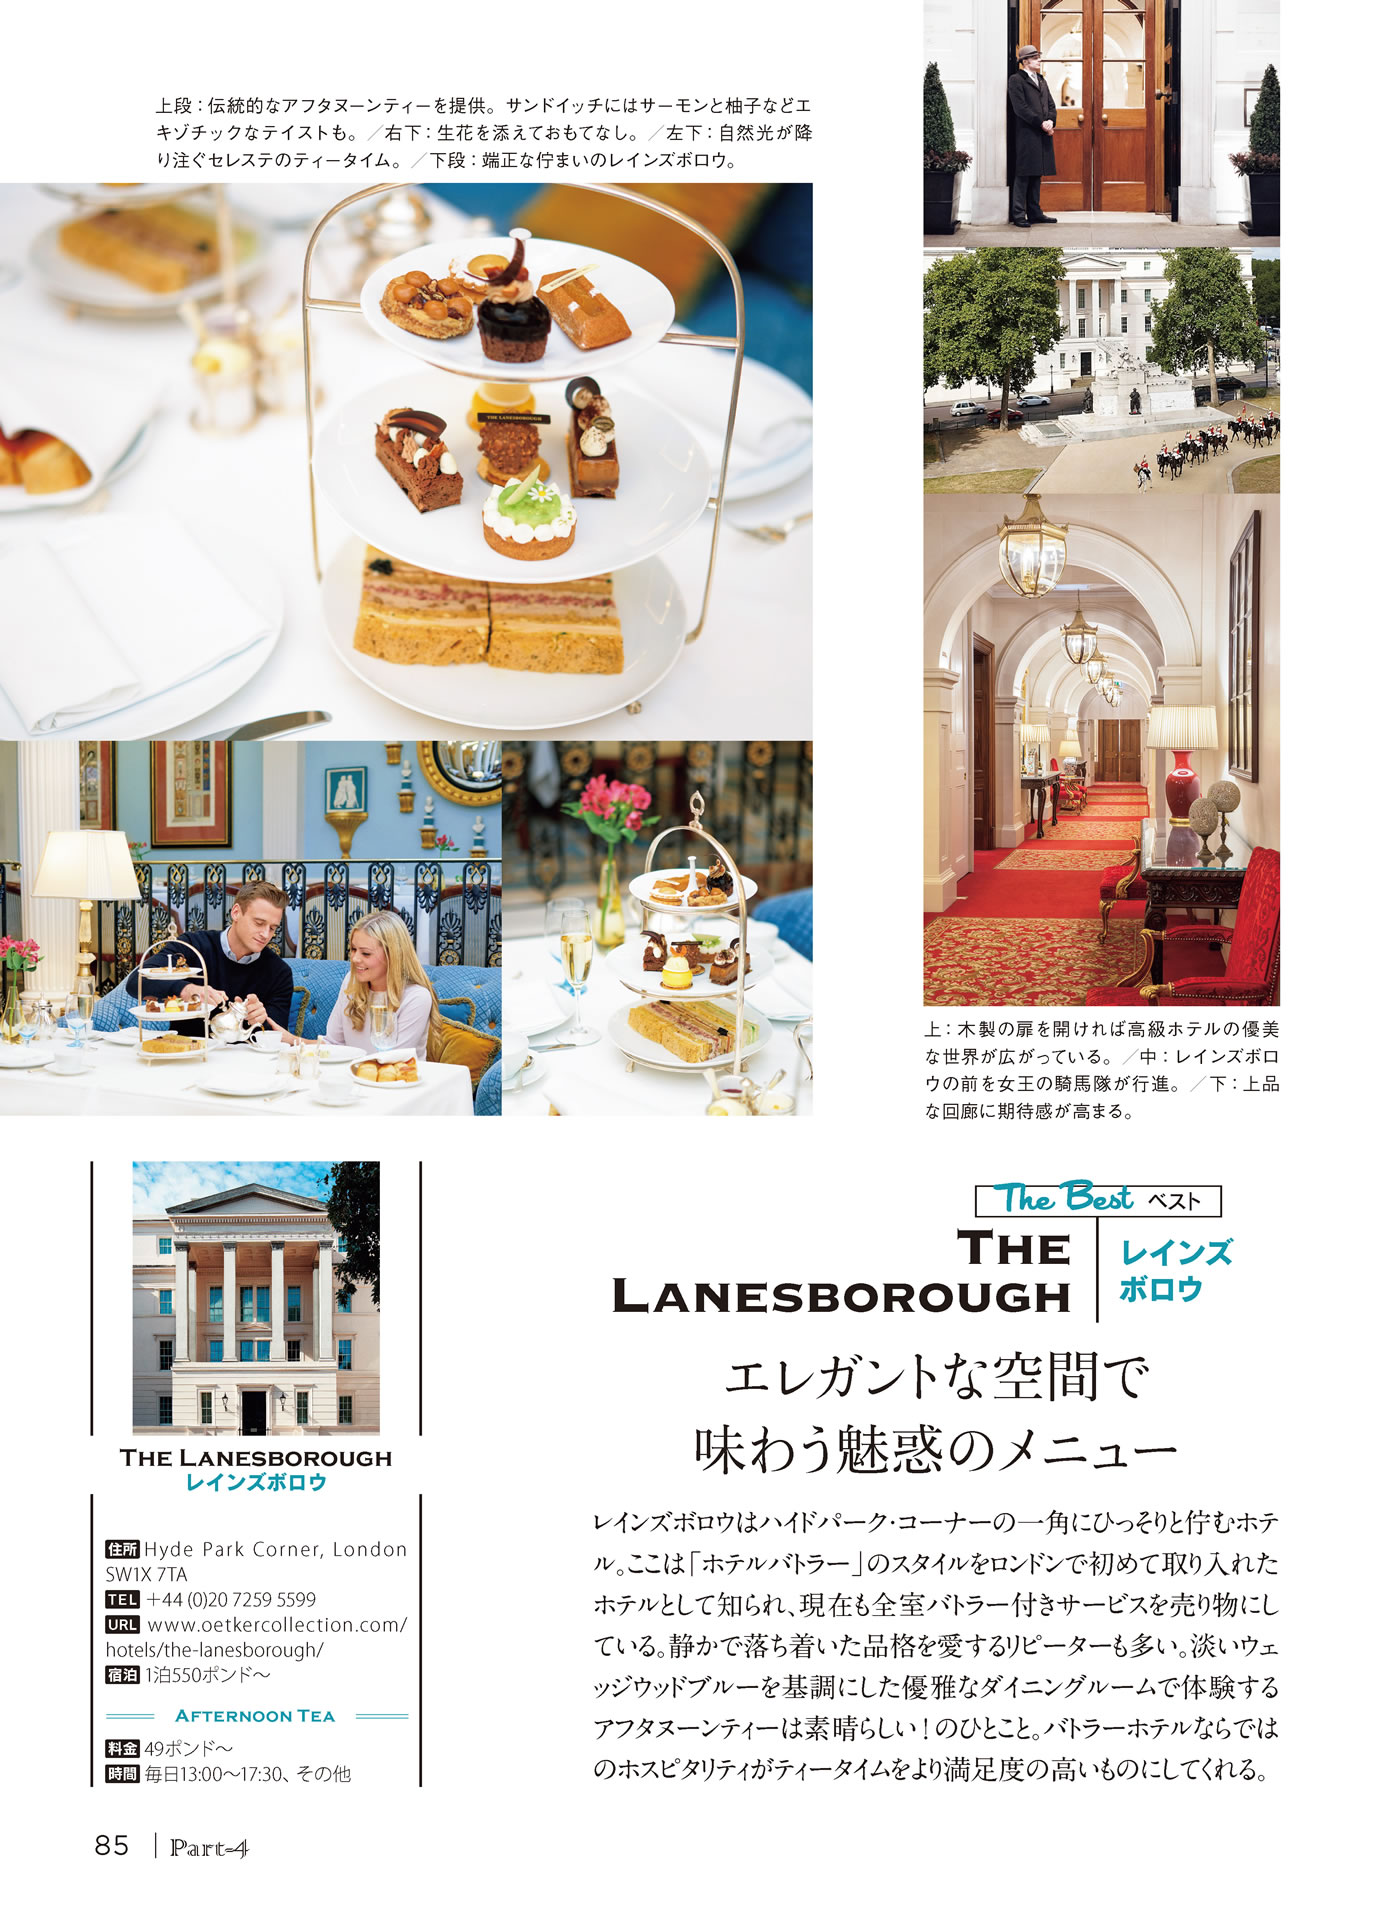 上段：伝統的なアフタヌーンティーを提供。サンドイッチにはサーモンと柚子などエ
キゾチックなテイストも。／右下：生花を添えておもてなし。／左下：自然光が降
り注ぐセレステのティータイム。／下段：端正な佇まいのレインズボロウ。
THE LANESBOROUGH
上：木製の扉を開ければ高級ホテルの優美
な世界が広がっている。／中：レインズボロ
ウの前を女王の騎馬隊が行進。／下：上品
な回廊に期待感が高まる。
The Best ベスト
THE
LANESBOROUGH
レインズ
ボロウ
エレガントな空間で
味わう魅惑のメニュー
レインズボロウはハイドパーク・コーナーの一角にひっそりと佇むホテ
ル。ここは「ホテルバトラー」のスタイルをロンドンで初めて取り入れた
ホテルとして知られ、現在も全室バトラー付きサービスを売り物にし
ている。静かで落ち着いた品格を愛するリピーターも多い。淡いウェ
ッジウッドブルーを基調にした優雅なダイニングルームで体験する
アフタヌーンティーは素晴らしい！のひとこと。バトラーホテルならでは
のホスピタリティがティータイムをより満足度の高いものにしてくれる。
THE LANESBOROUGH
レインズボロウ
住所 Hyde Park Corner, London
SW1X 7TA
TEL +44 (0)20 7259 5599
URL www.oetkercollection.com/
hotels/the-lanesborough/
宿泊 1泊550ポンド〜
AFTERNOON TEA
料金 49ポンド〜
時間 毎日13:00〜17:30、その他
85 | Part-4